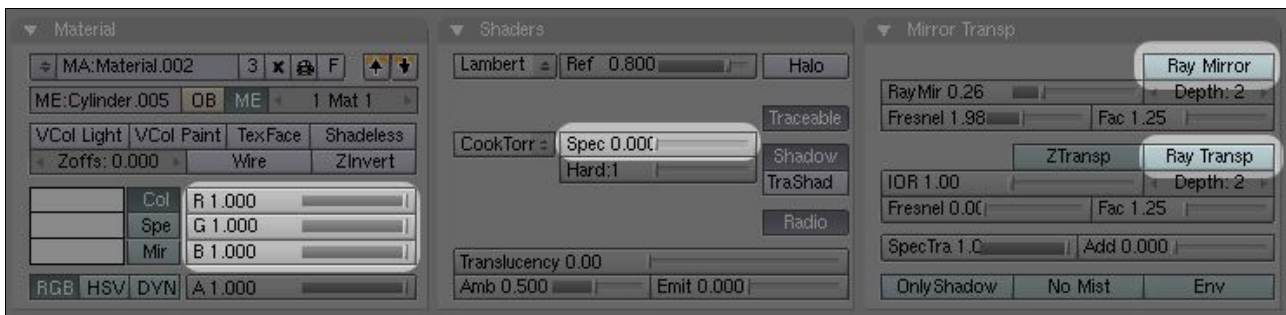 Material
MA:Material.002 3 F
ME:Cylinder.005 OB ME 1 Mat 1
VCol Light VCol Paint TexFace Shadeless
Zoffs: 0.000 Wire ZInvert
Col R 1.000
Spe G 1.000
Mir B 1.000
RGB HSV DYN A 1.000
Shaders
Lambert Ref 0.800 Halo
Traceable
CookTorr Spec 0.000
Shadow
Hard:1
TraShad
Radio
Translucency 0.00
Amb 0.500 Emit 0.000
Mirror Transp
Ray Mirror
RayMir 0.26 Depth: 2
Fresnel 1.98 Fac 1.25
ZTransp Ray Transp
IOR 1.00 Depth: 2
Fresnel 0.00 Fac 1.25
SpecTra 1.0 Add 0.000
OnlyShadow No Mist Env